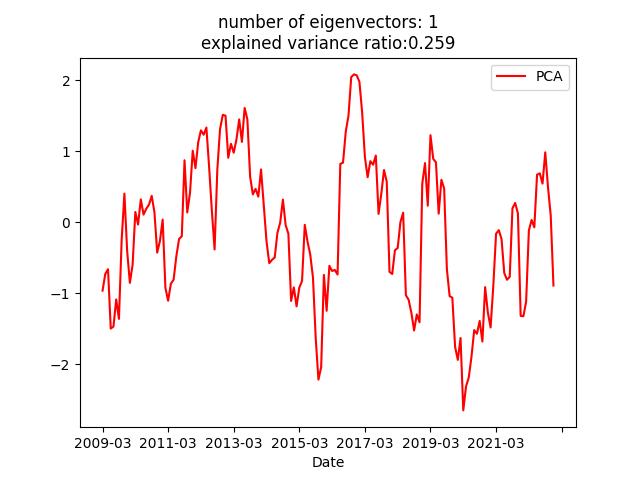 number of eigenvectors: 1
explained variance ratio:0.259
PCA
2
1
0
−1
−2
2009-03 2011-03 2013-03 2015-03 2017-03 2019-03 2021-03
Date